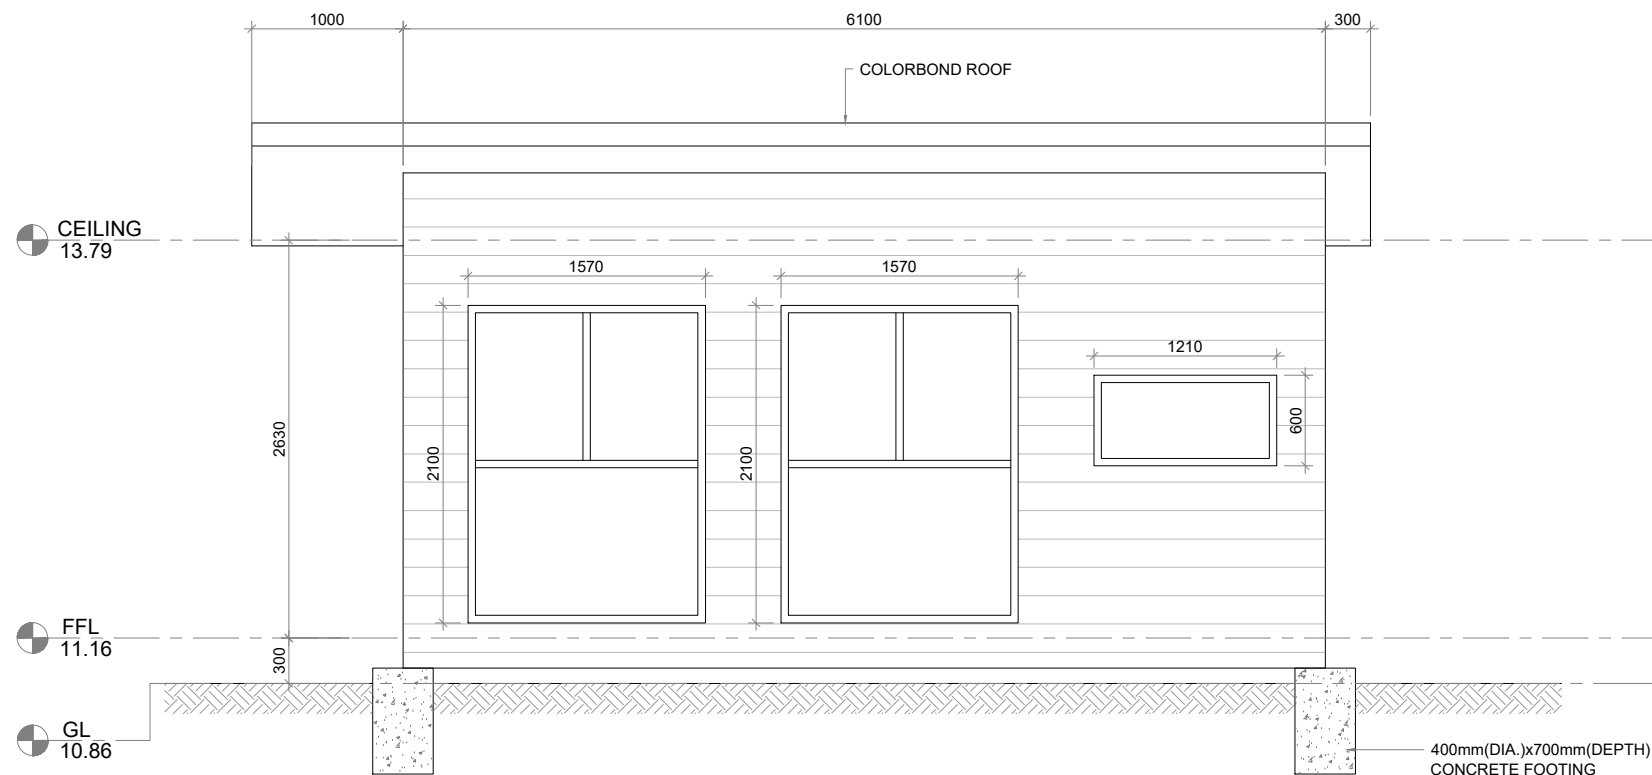 1000
6100
300
COLORBOND ROOF
CEILING
13.79
1570
1570
1210
600
2630
2100
2100
FFL
11.16
300
GL
10.86
400mm(DIA.)x700mm(DEPTH)
CONCRETE FOOTING